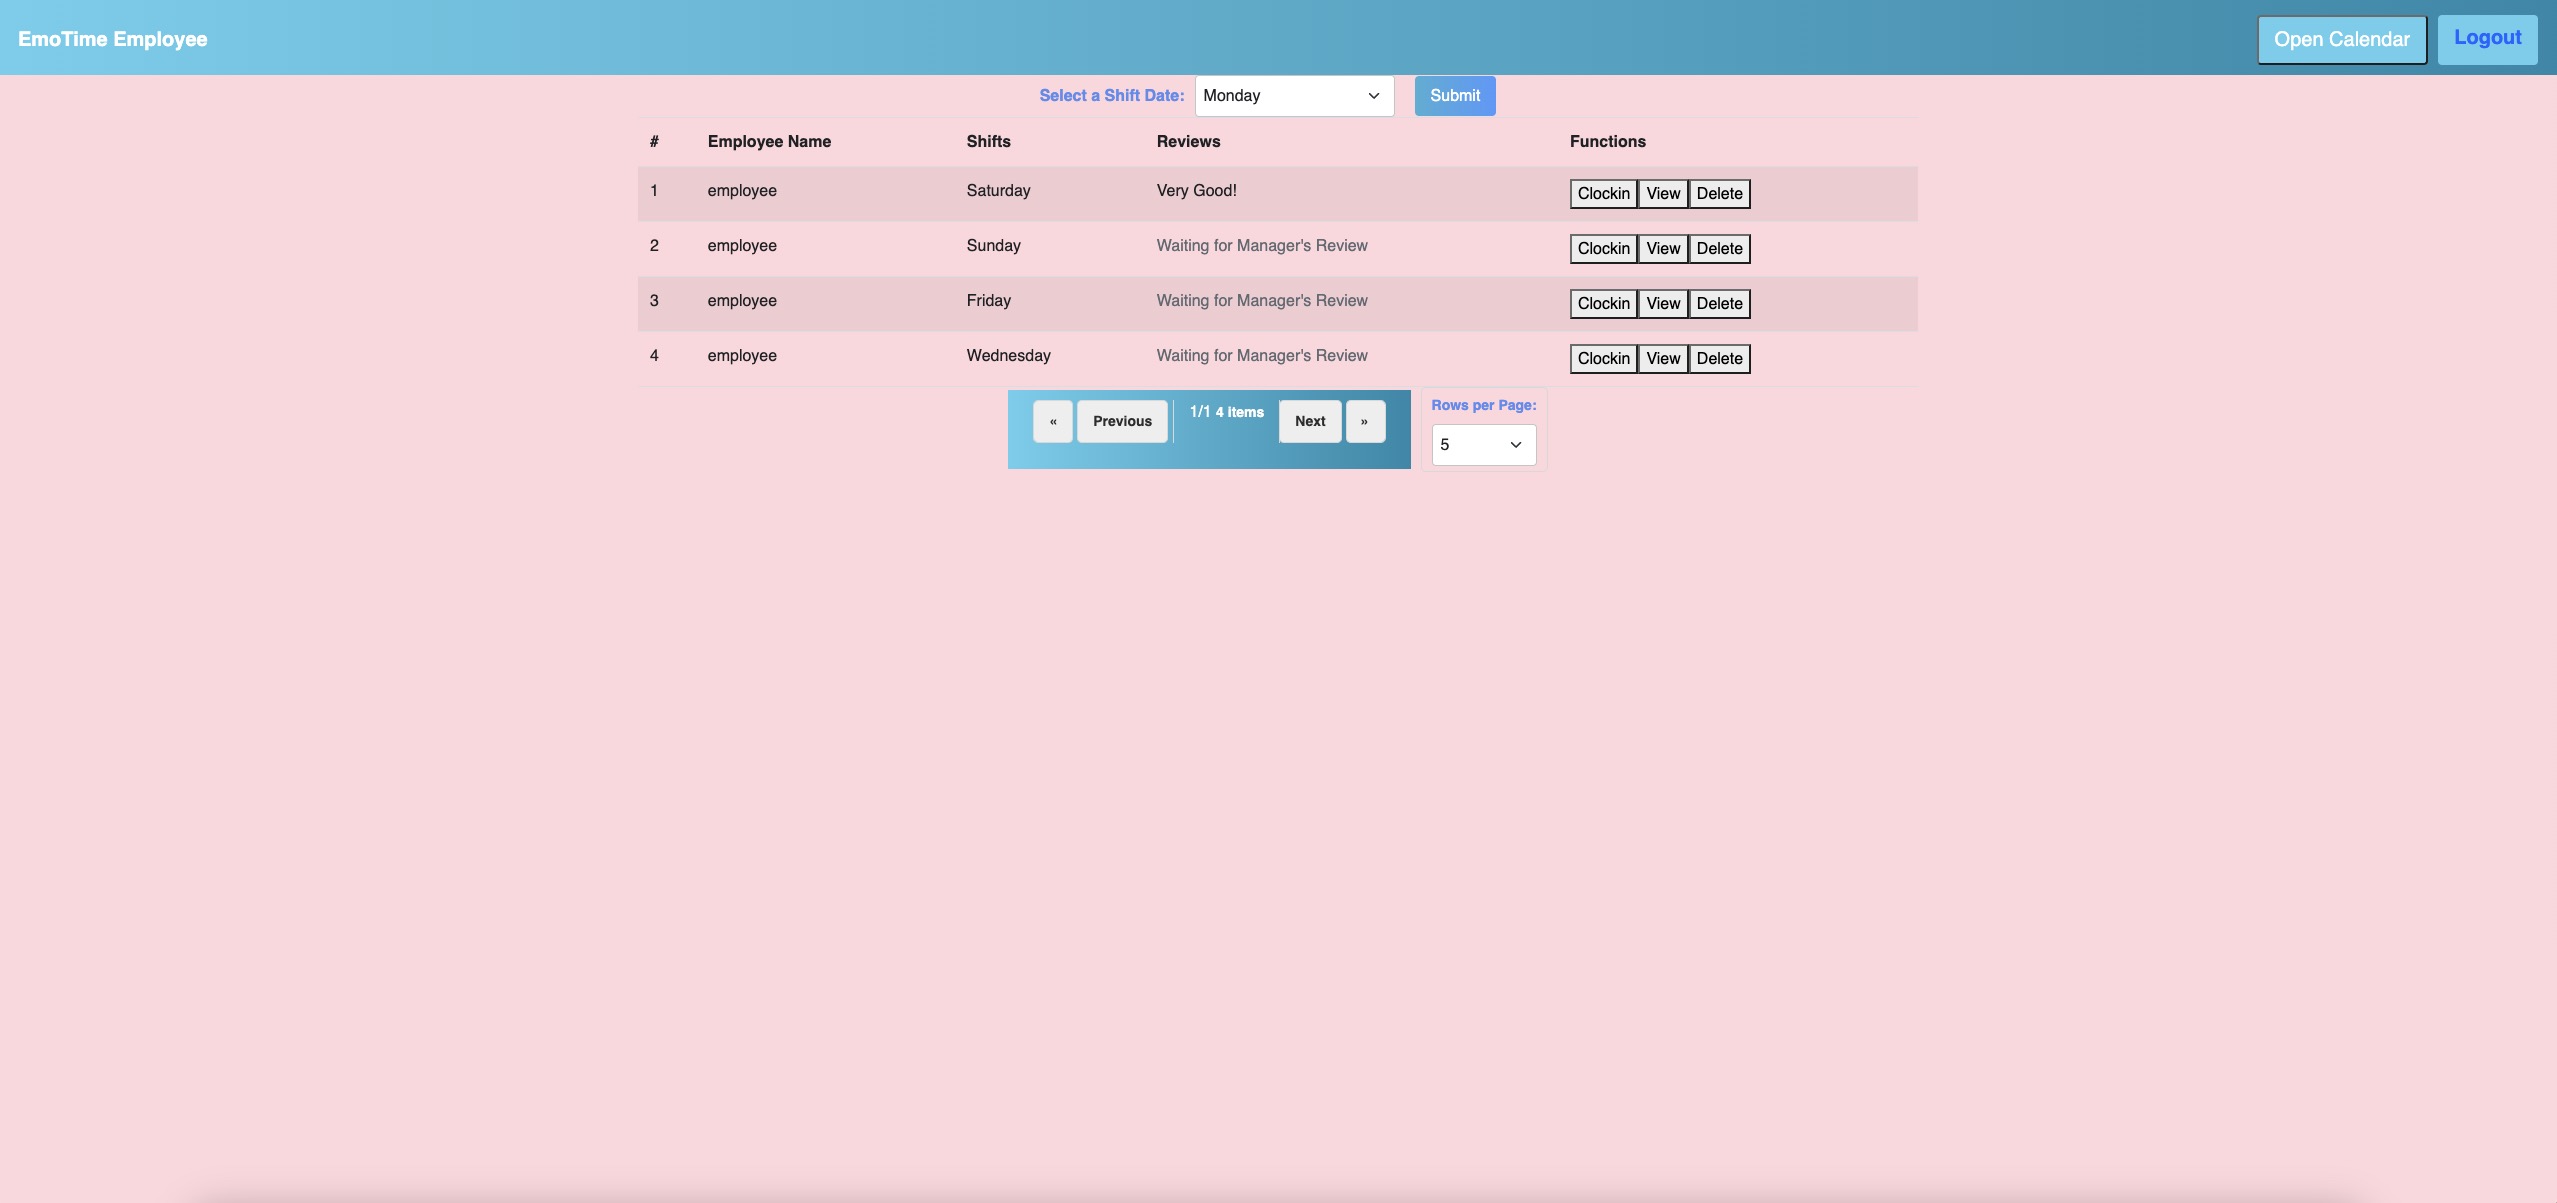 EmoTime Employee Open Calendar Logout
Select a Shift Date: Monday Submit
# Employee Name Shifts Reviews Functions
1 employee Saturday Very Good! Clockin View Delete
2 employee Sunday Waiting for Manager's Review Clockin View Delete
3 employee Friday Waiting for Manager's Review Clockin View Delete
4 employee Wednesday Waiting for Manager's Review Clockin View Delete
« Previous 1/1 4 items Next »
Rows per Page:
5